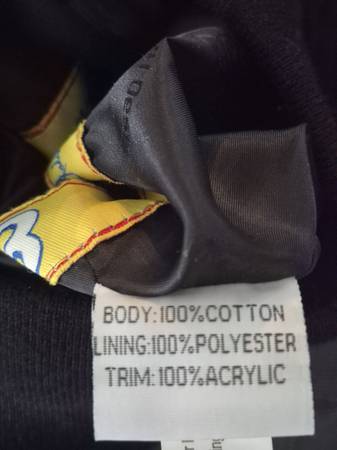 BODY:100%COTTON
LINING:100%POLYESTER
TRIM:100%ACRYLIC